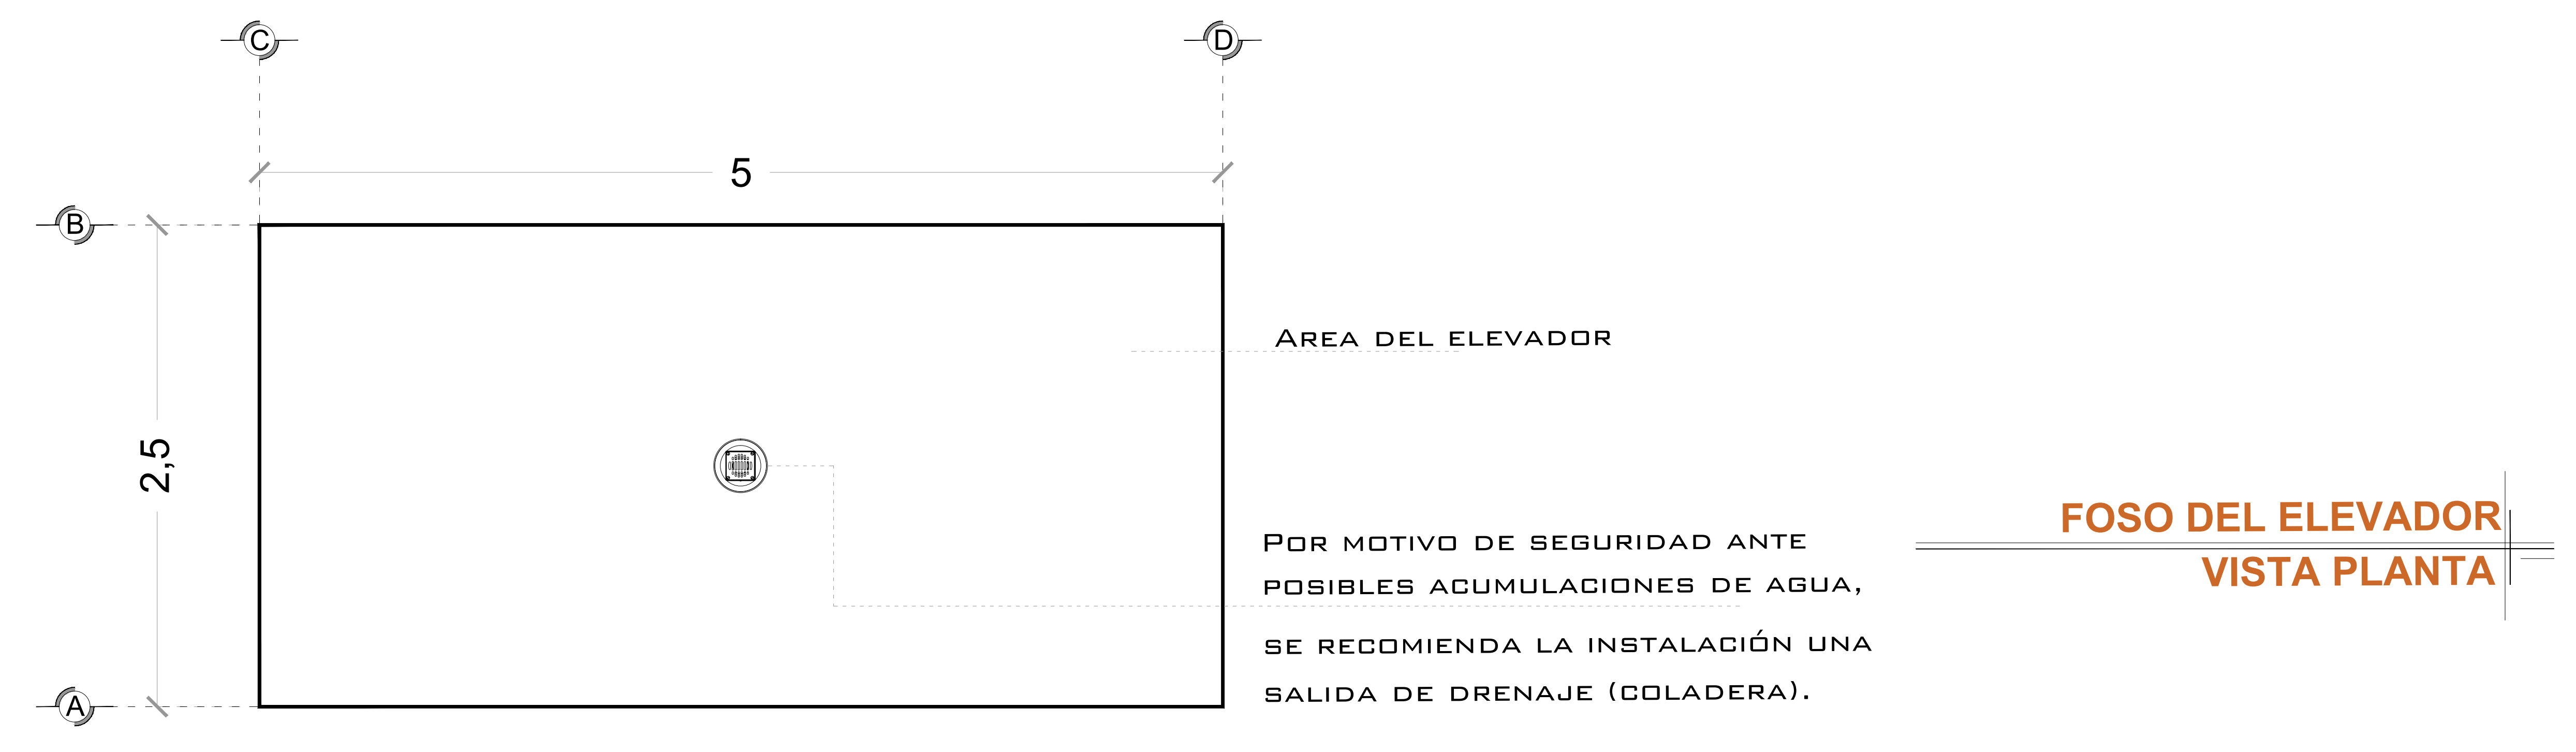 C
D
5
B
2,5
A
AREA DEL ELEVADOR
POR MOTIVO DE SEGURIDAD ANTE
POSIBLES ACUMULACIONES DE AGUA,
SE RECOMIENDA LA INSTALACIÓN UNA
SALIDA DE DRENAJE (COLADERA).
FOSO DEL ELEVADOR
VISTA PLANTA